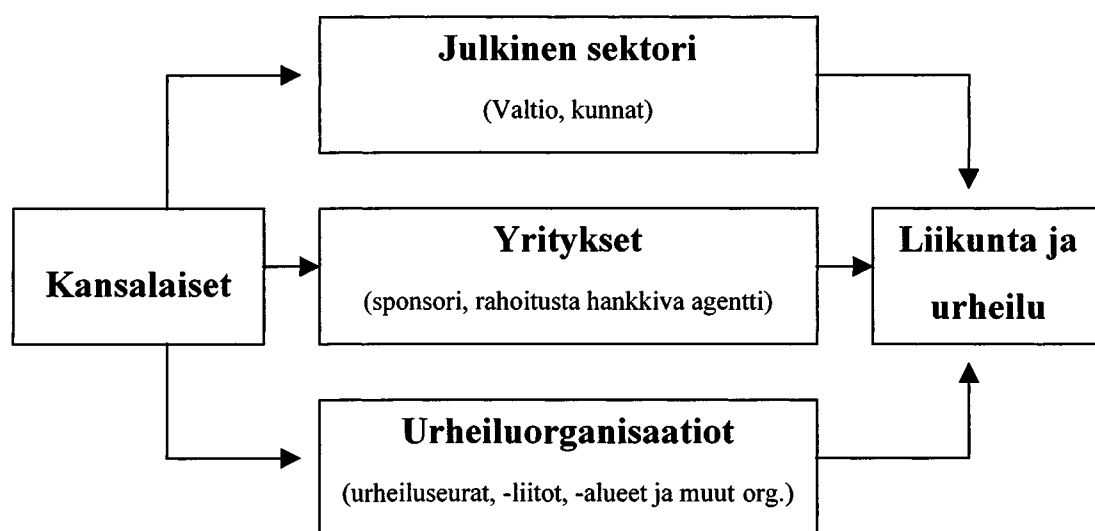 Julkinen sektori
(Valtio, kunnat)
Kansalaiset
Yritykset
(sponsori, rahoitusta hankkiva agentti)
Liikunta ja
urheilu
Urheiluorganisaatiot
(urheiluseurat, -liitot, -alueet ja muut org.)